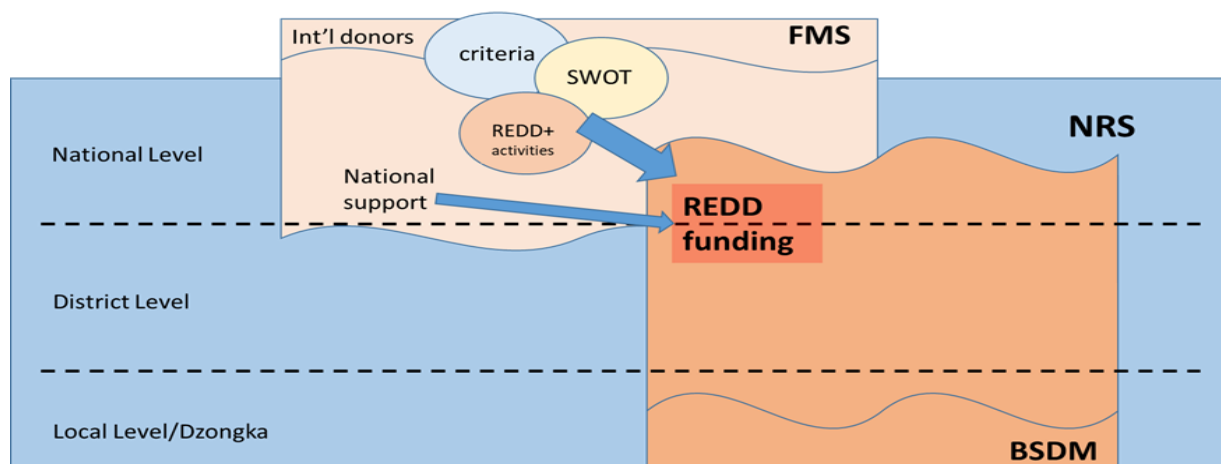 Int'l donors
FMS
criteria
SWOT
NRS
REDD+
activities
National Level
National
support
REDD
funding
District Level
Local Level/Dzongka
BSDM